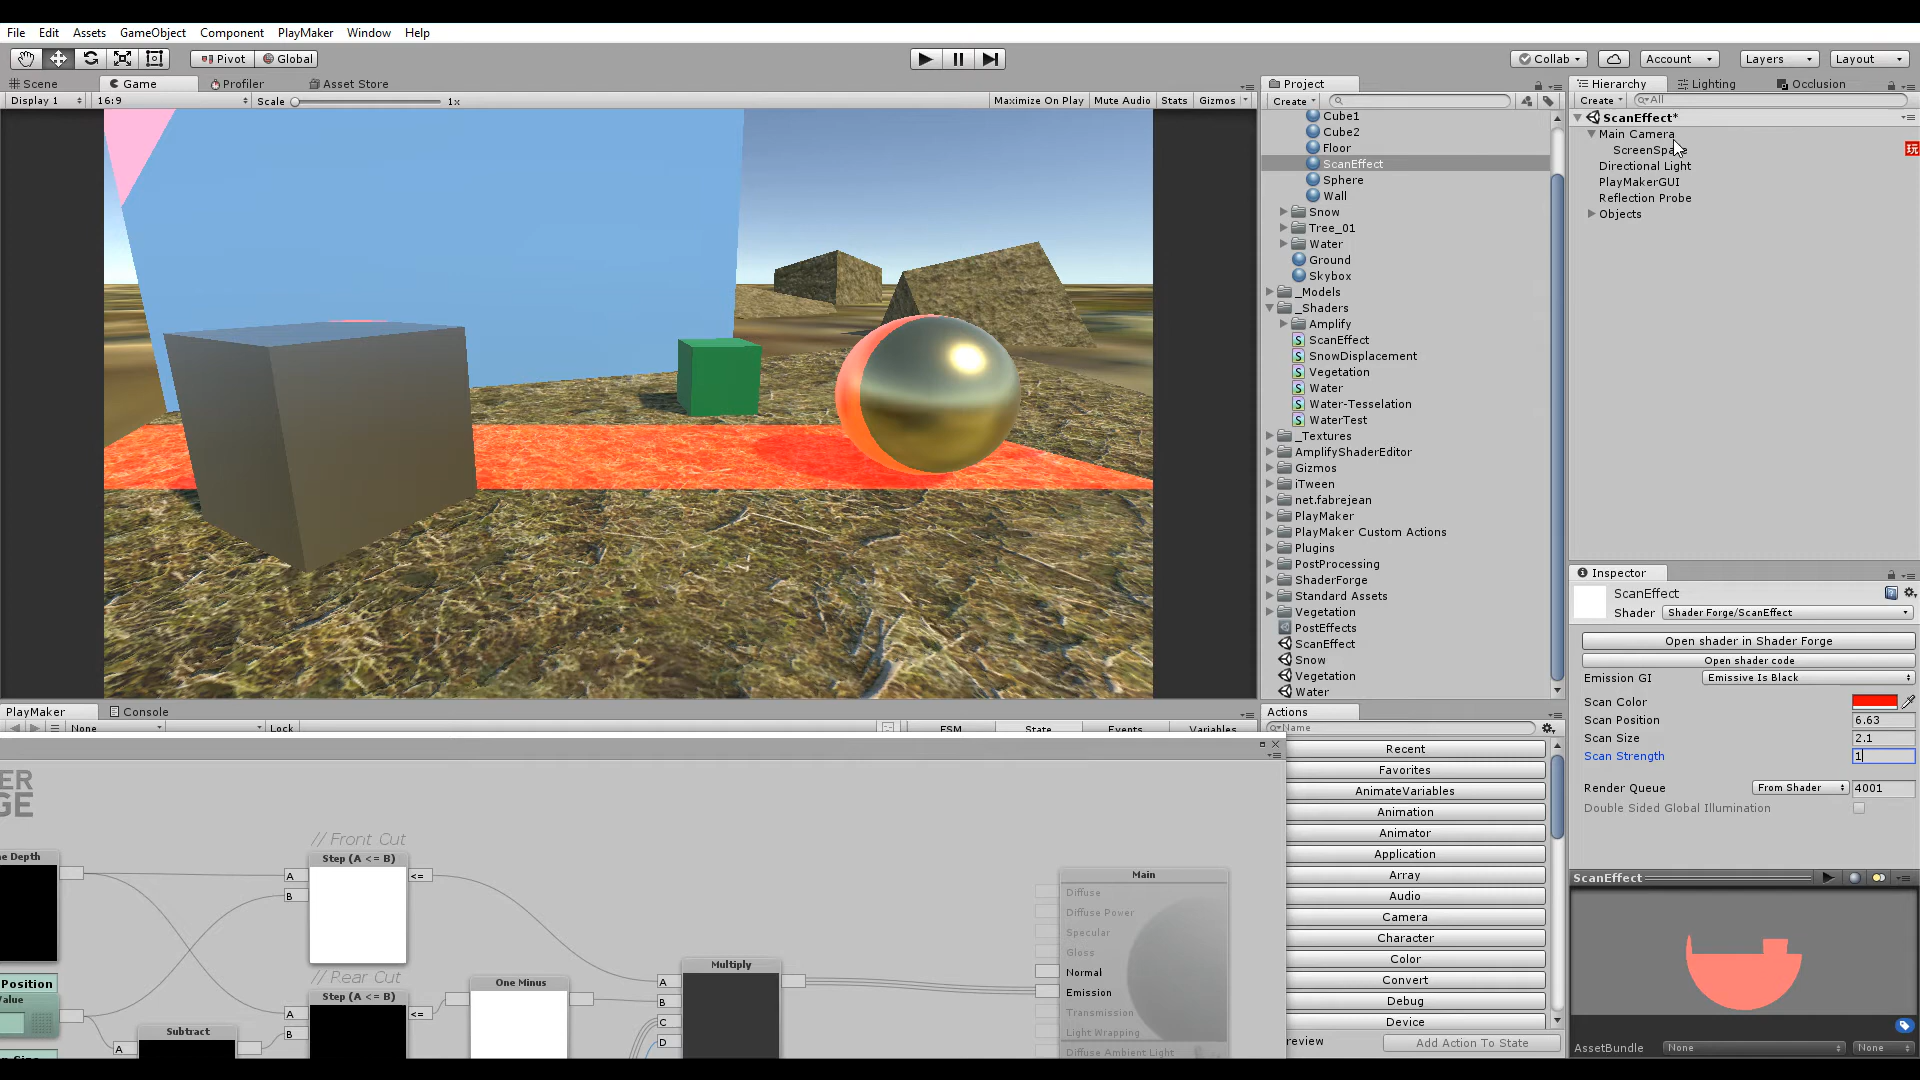 File Edit Assets GameObject Component PlayMaker Window Help
Pivot Global Collab Account Layers Layout
Scene Game Profiler Asset Store
Display 1 16:9 Scale 1x Maximize On Play Mute Audio Stats Gizmos
Project
Create
Cube1
Cube2
Floor
ScanEffect
Sphere
Wall
Snow
Tree_01
Water
Ground
Skybox
_Models
_Shaders
Amplify
ScanEffect
SnowDisplacement
Vegetation
Water
Water-Tesselation
WaterTest
_Textures
AmplifyShaderEditor
Gizmos
iTween
net.fabrejean
PlayMaker
PlayMaker Custom Actions
Plugins
PostProcessing
ShaderForge
Standard Assets
Vegetation
PostEffects
ScanEffect
Snow
Vegetation
Water
Hierarchy Lighting Occlusion
Create All
ScanEffect*
Main Camera
Directional Light
PlayMakerGUI
Reflection Probe
Objects
玩
Inspector
ScanEffect
Shader Shader Forge/ScanEffect
Open shader in Shader Forge
Open shader code
Emission GI Emissive Is Black
Scan Color
Scan Position 6.63
Scan Size 2.1
Scan Strength 1
Render Queue From Shader 4001
Double Sided Global Illumination
ScanEffect
AssetBundle None None
PlayMaker Console
None Lock FSM State Events Variables
Actions
Name
Recent
Favorites
AnimateVariables
Animation
Animator
Application
Array
Audio
Camera
Character
Color
Convert
Debug
Device
Add Action To State
// Front Cut
Step (A <= B)
A <=
B
// Rear Cut
Step (A <= B)
A <=
B
Position
Subtract
A
One Minus
Multiply
A
B
C
D
Main
Diffuse
Diffuse Power
Specular
Gloss
Normal
Emission
Transmission
Light Wrapping
Diffuse Ambient Light